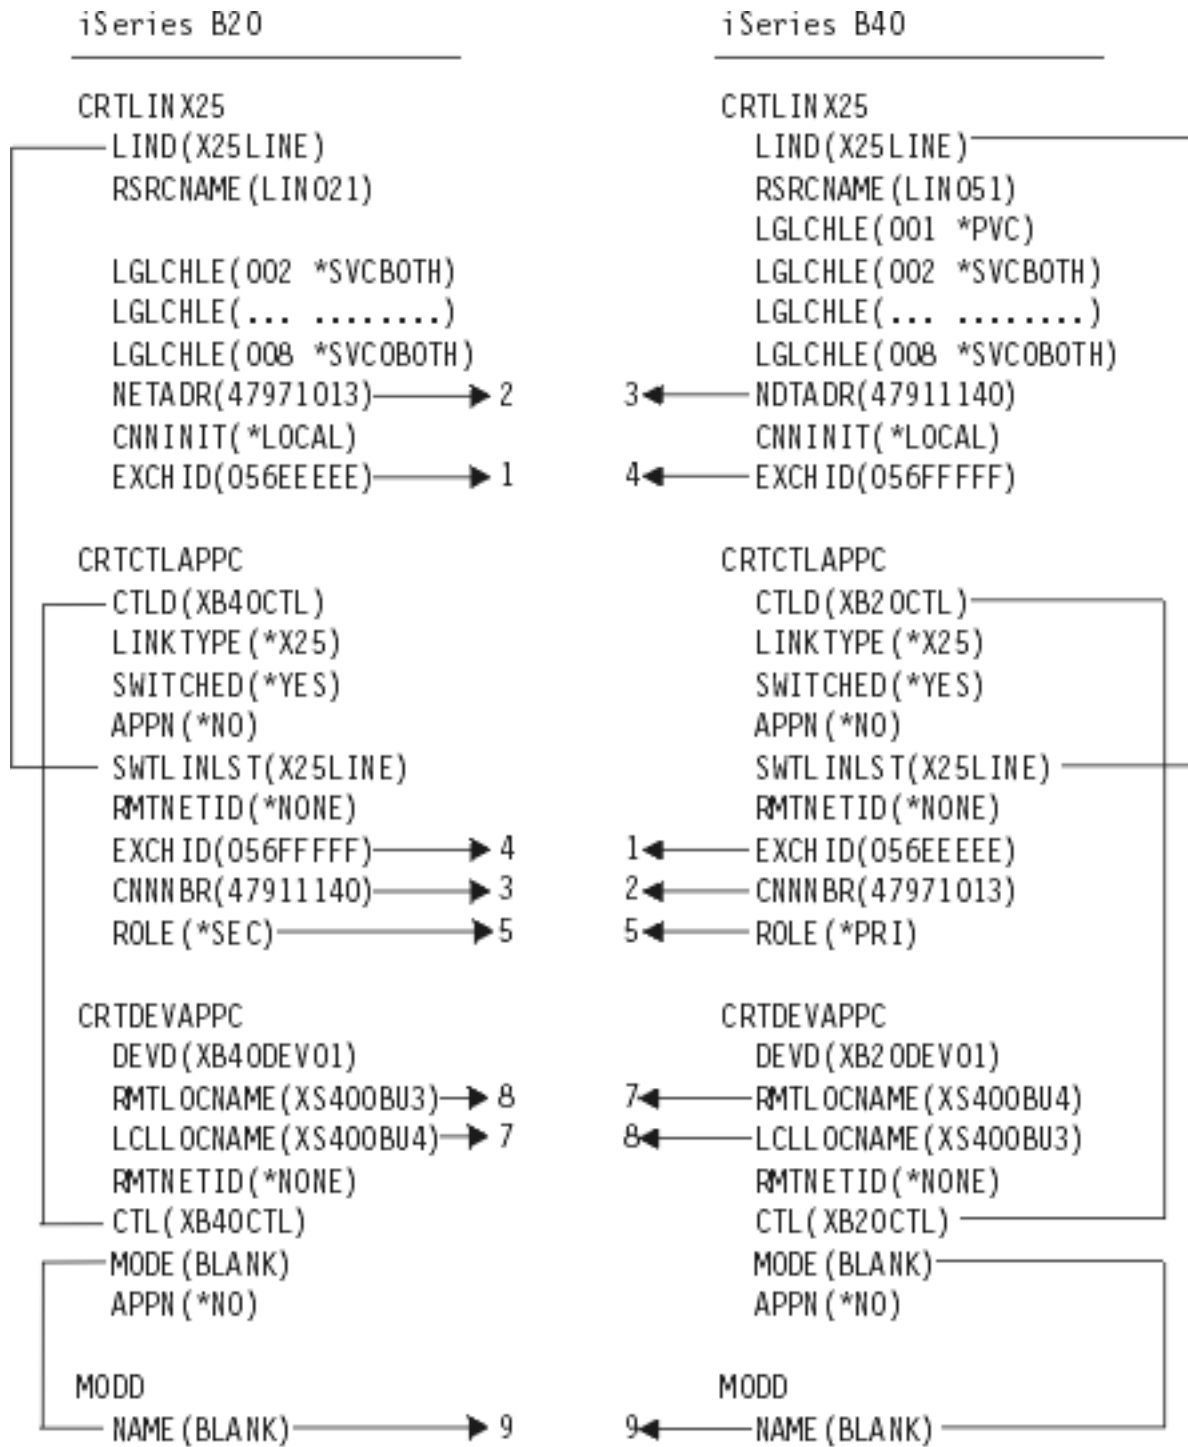 iSeries B20
CRTLINX25
LIND(X25LINE)
RSRCNAME(LIN021)
LGLCHLE(002 *SVCBOTH)
LGLCHLE(... ........)
LGLCHLE(008 *SVCOBOTH)
NETADR(47971013) 2
CNNINIT(*LOCAL)
EXCHID(056EEEEE) 1
CRTCTLAPPC
CTLD(XB40CTL)
LINKTYPE(*X25)
SWITCHED(*YES)
APPN(*NO)
SWTLINLST(X25LINE)
RMTNETID(*NONE)
EXCHID(056FFFFF) 4
CNNNBR(47911140) 3
ROLE(*SEC) 5
CRTDEVAPPC
DEVD(XB40DEV01)
RMTLOCNAME(XS400BU3) 8
LCLLOCNAME(XS400BU4) 7
RMTNETID(*NONE)
CTL(XB40CTL)
MODE(BLANK)
APPN(*NO)
MODD
NAME(BLANK) 9
iSeries B40
CRTLINX25
LIND(X25LINE)
RSRCNAME(LIN051)
LGLCHLE(001 *PVC)
LGLCHLE(002 *SVCBOTH)
LGLCHLE(... ........)
LGLCHLE(008 *SVCOBOTH)
3 NDTADR(47911140)
CNNINIT(*LOCAL)
4 EXCHID(056FFFFF)
CRTCTLAPPC
CTLD(XB20CTL)
LINKTYPE(*X25)
SWITCHED(*YES)
APPN(*NO)
SWTLINLST(X25LINE)
RMTNETID(*NONE)
1 EXCHID(056EEEEE)
2 CNNNBR(47971013)
5 ROLE(*PRI)
CRTDEVAPPC
DEVD(XB20DEV01)
7 RMTLOCNAME(XS400BU4)
8 LCLLOCNAME(XS400BU3)
RMTNETID(*NONE)
CTL(XB20CTL)
MODE(BLANK)
APPN(*NO)
MODD
9 NAME(BLANK)